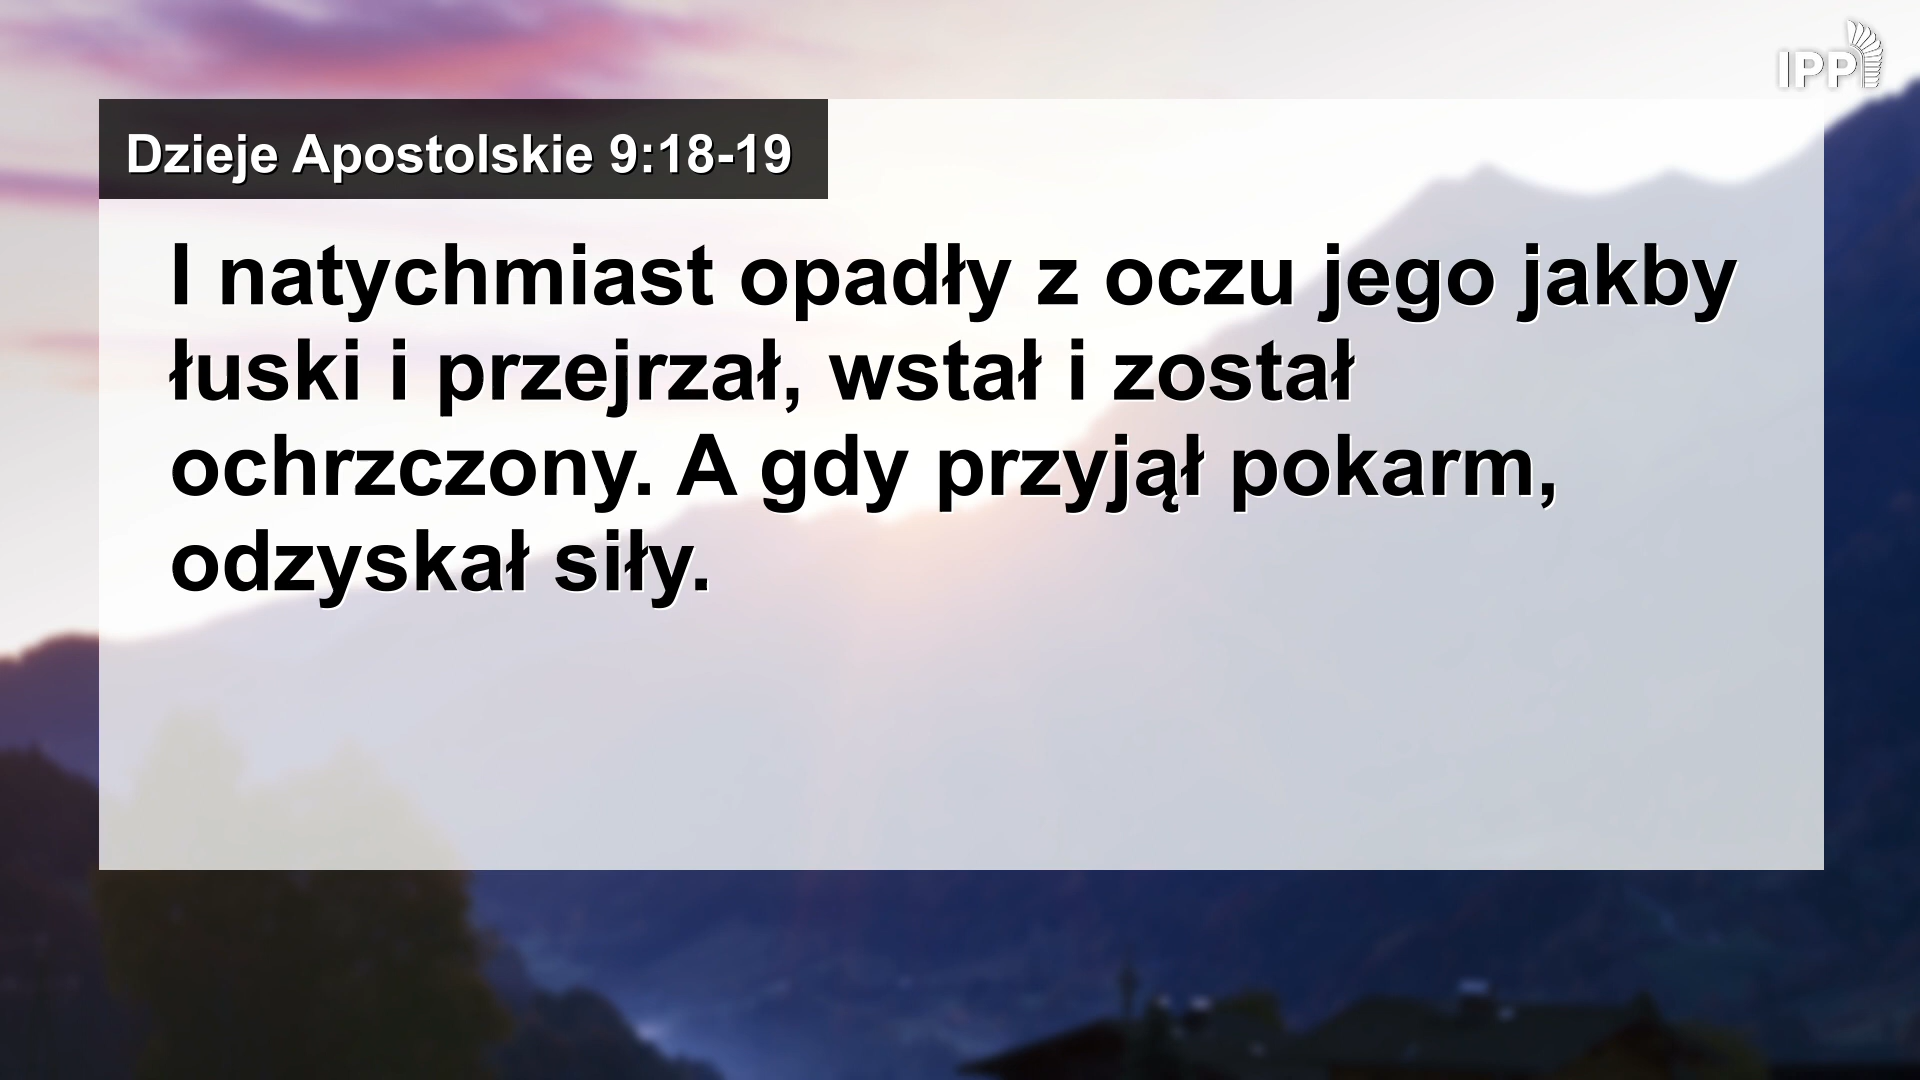 IPP
Dzieje Apostolskie 9:18-19
I natychmiast opadły z oczu jego jakby
łuski i przejrzał, wstał i został
ochrzczony. A gdy przyjął pokarm,
odzyskał siły.